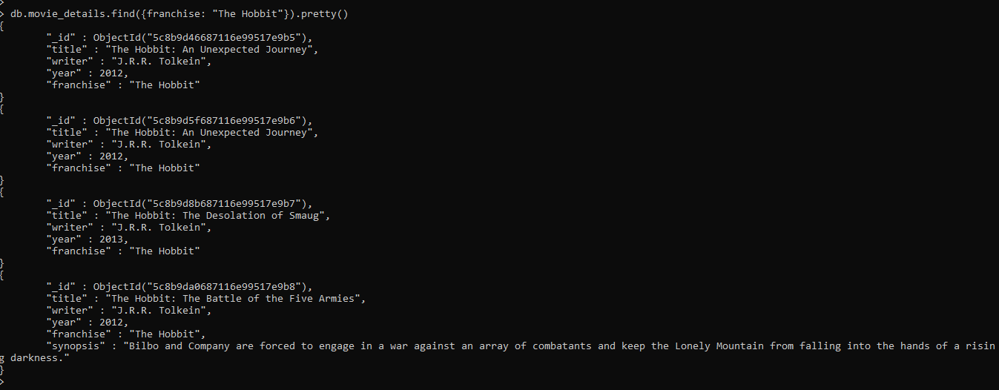 >
> db.movie_details.find({franchise: "The Hobbit"}).pretty()
{
"_id" : ObjectId("5c8b9d46687116e99517e9b5"),
"title" : "The Hobbit: An Unexpected Journey",
"writer" : "J.R.R. Tolkein",
"year" : 2012,
"franchise" : "The Hobbit"
}
{
"_id" : ObjectId("5c8b9d5f687116e99517e9b6"),
"title" : "The Hobbit: An Unexpected Journey",
"writer" : "J.R.R. Tolkein",
"year" : 2012,
"franchise" : "The Hobbit"
}
{
"_id" : ObjectId("5c8b9d8b687116e99517e9b7"),
"title" : "The Hobbit: The Desolation of Smaug",
"writer" : "J.R.R. Tolkein",
"year" : 2013,
"franchise" : "The Hobbit"
}
{
"_id" : ObjectId("5c8b9da0687116e99517e9b8"),
"title" : "The Hobbit: The Battle of the Five Armies",
"writer" : "J.R.R. Tolkein",
"year" : 2012,
"franchise" : "The Hobbit",
"synopsis" : "Bilbo and Company are forced to engage in a war against an array of combatants and keep the Lonely Mountain from falling into the hands of a risin
g darkness."
}
>